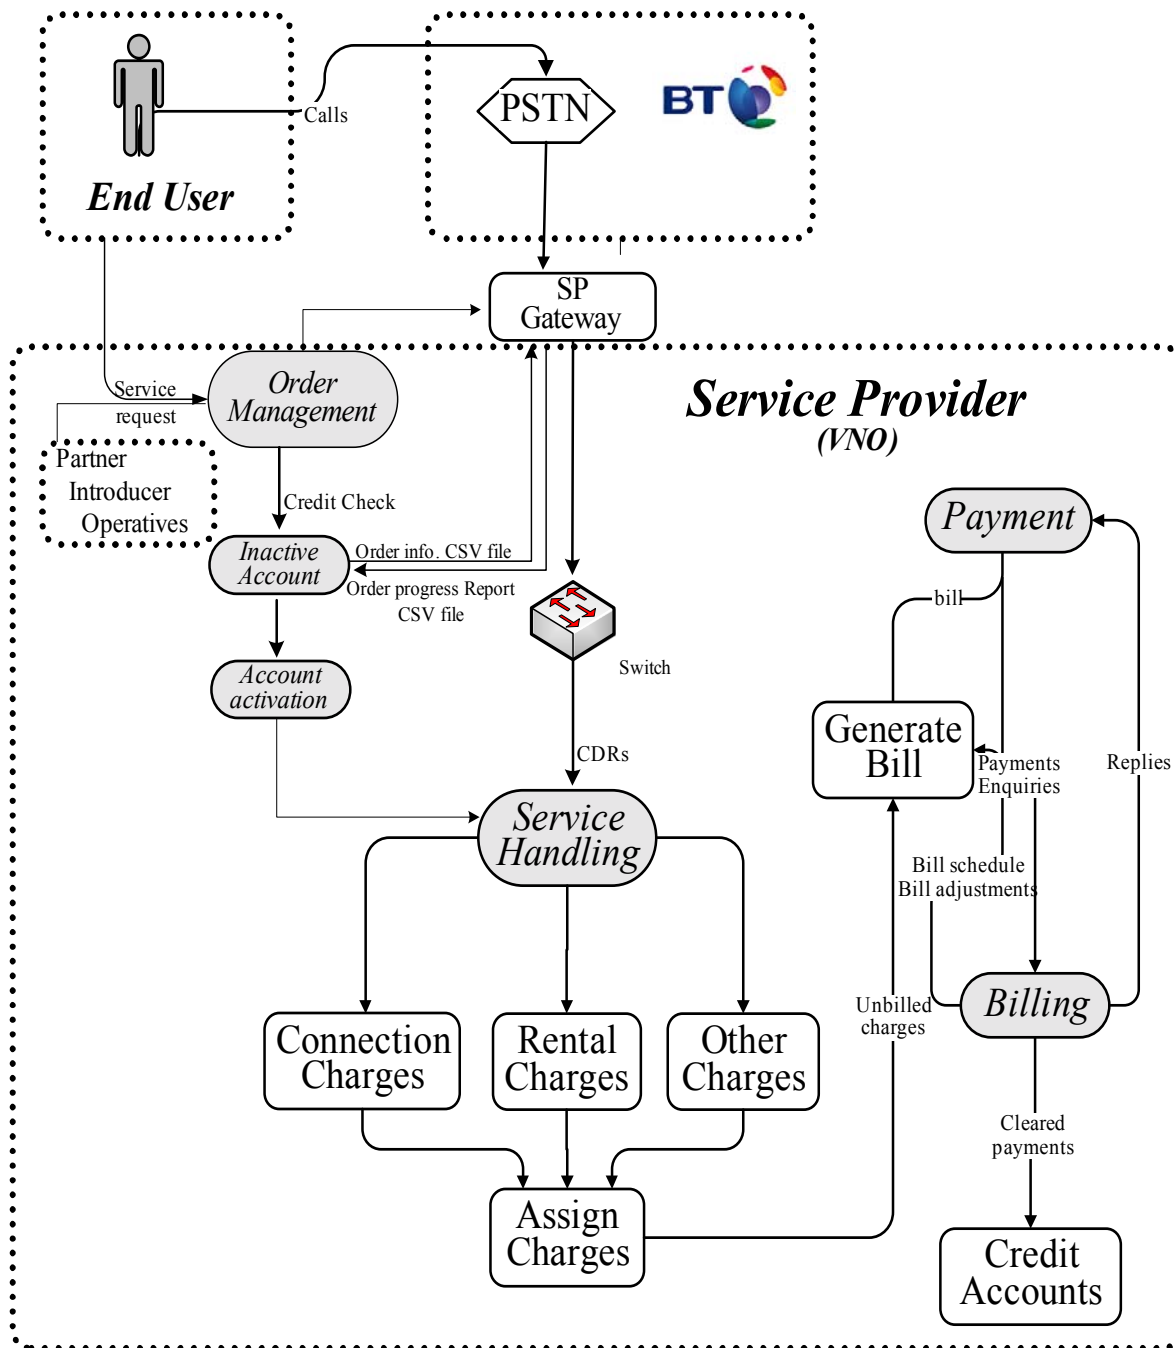 Calls
PSTN
BT
End User
SP
Gateway
Order
Management
Service
request
Service Provider
(VNO)
Partner
Introducer
Operatives
Credit Check
Payment
Inactive
Account
Order info. CSV file
Order progress Report
CSV file
bill
Switch
Account
activation
Generate
Bill
CDRs
Payments
Enquiries
Replies
Service
Handling
Bill schedule
Bill adjustments
Unbilled
charges
Billing
Connection
Charges
Rental
Charges
Other
Charges
Cleared
payments
Assign
Charges
Credit
Accounts